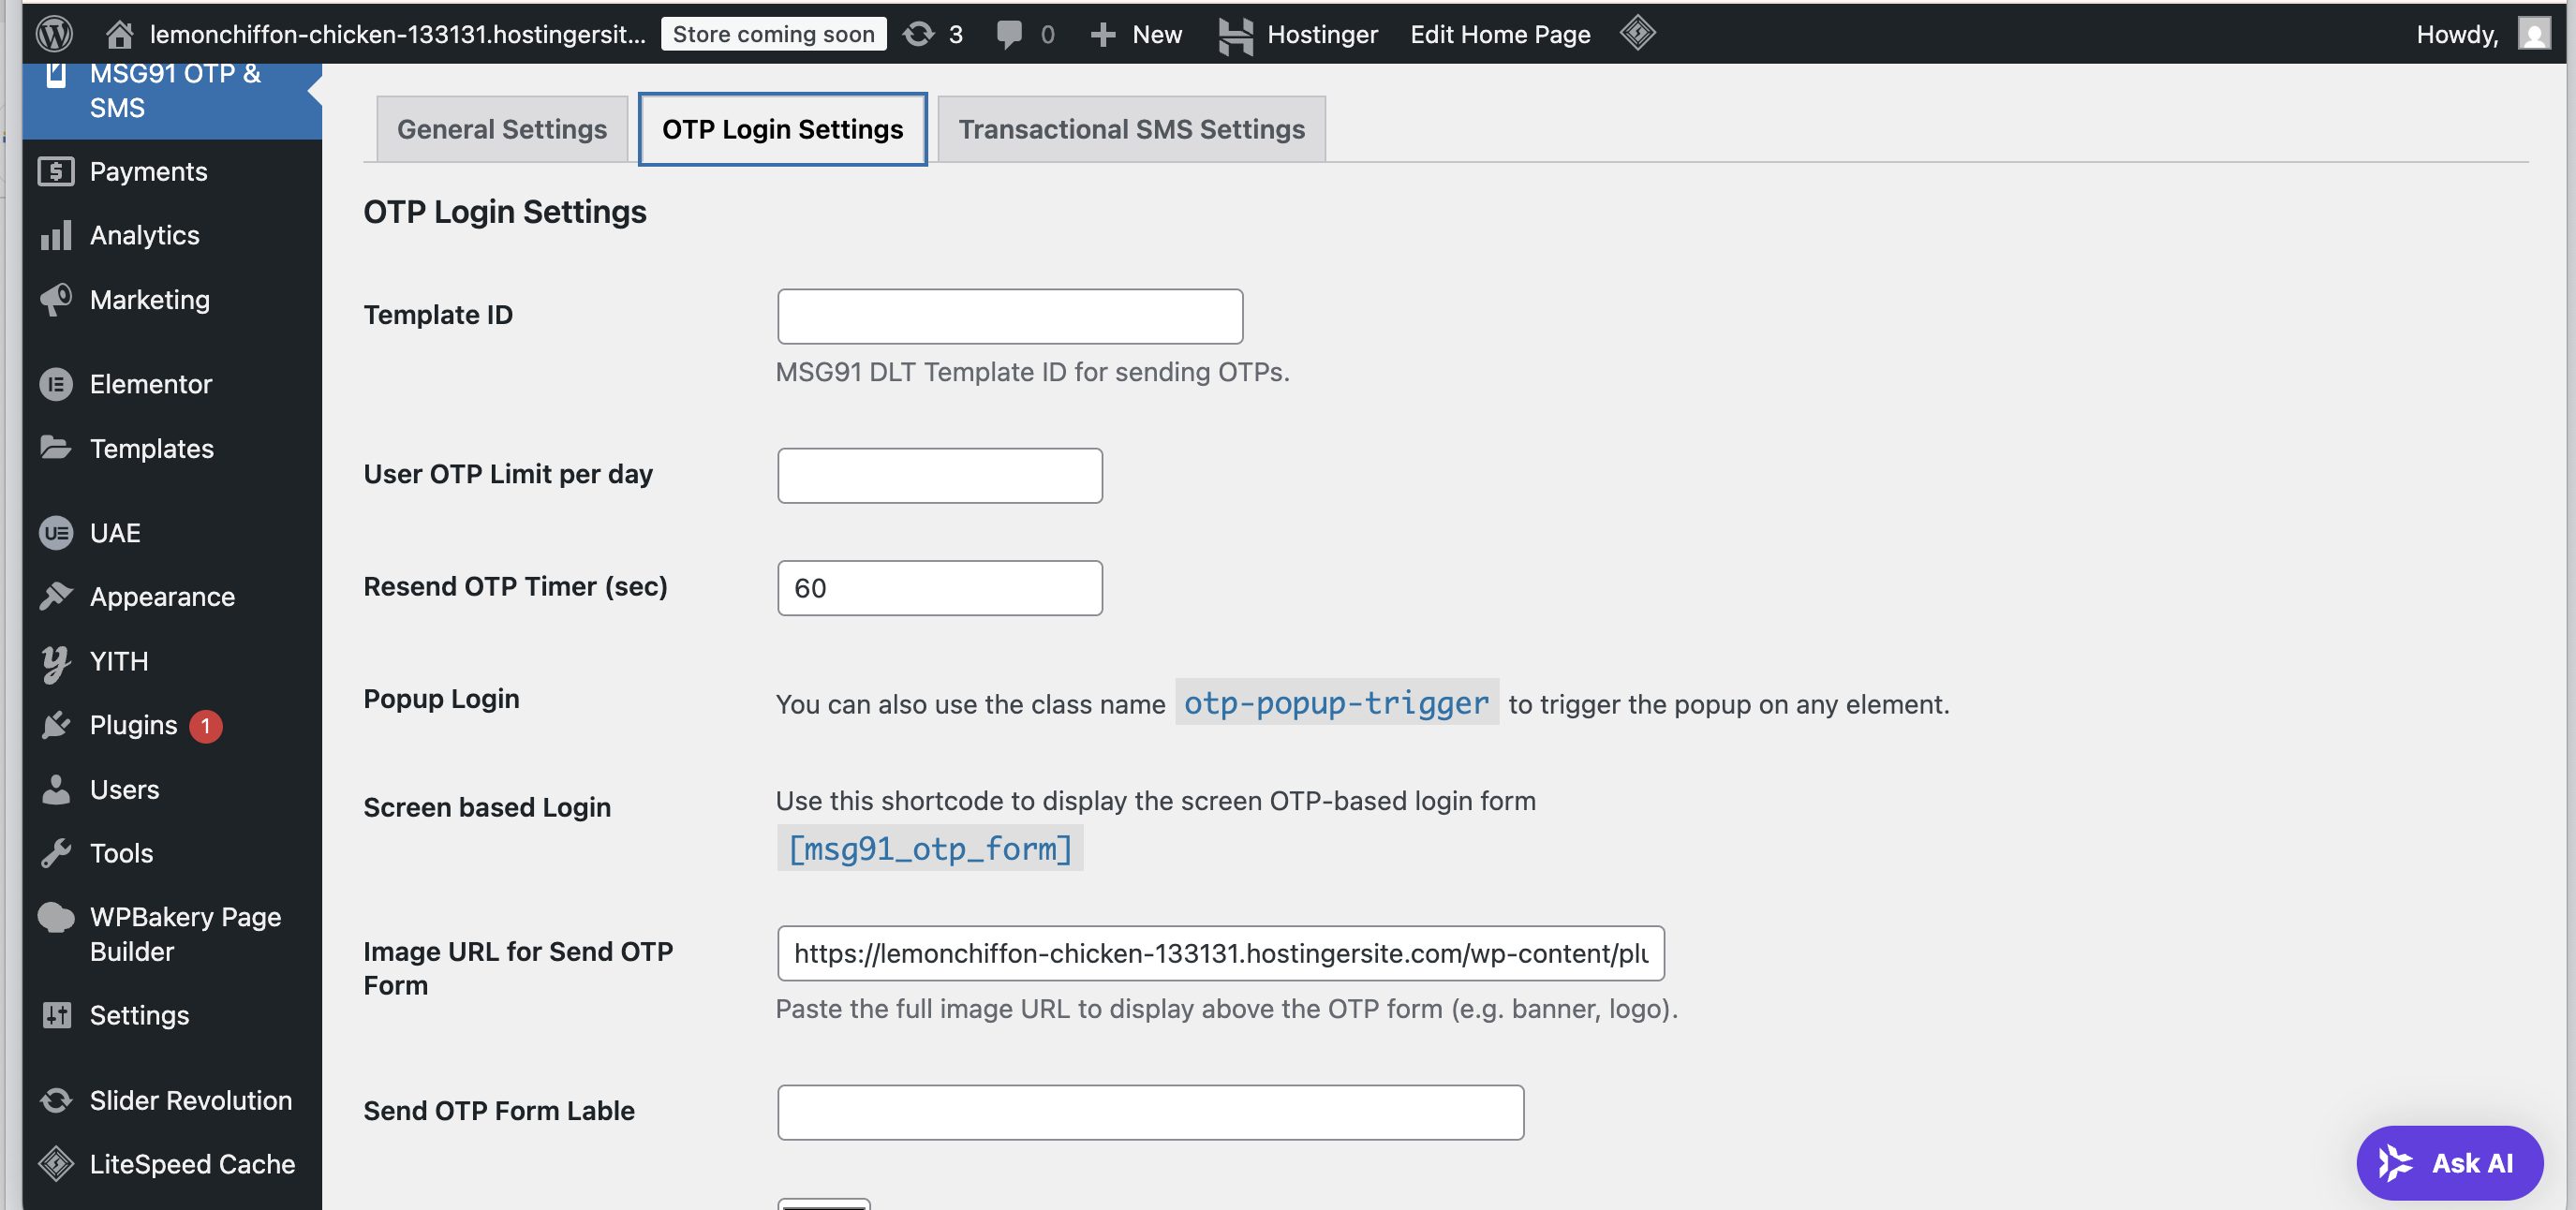 lemonchiffon-chicken-133131.hostingersit... Store coming soon 3 0 New Hostinger Edit Home Page Howdy,
MSG91 OTP &
SMS
Payments
Analytics
Marketing
Elementor
Templates
UAE
Appearance
YITH
Plugins 1
Users
Tools
WPBakery Page
Builder
Settings
Slider Revolution
LiteSpeed Cache
General Settings OTP Login Settings Transactional SMS Settings
OTP Login Settings
Template ID
MSG91 DLT Template ID for sending OTPs.
User OTP Limit per day
Resend OTP Timer (sec) 60
Popup Login You can also use the class name otp-popup-trigger to trigger the popup on any element.
Screen based Login Use this shortcode to display the screen OTP-based login form
[msg91_otp_form]
Image URL for Send OTP
Form
https://lemonchiffon-chicken-133131.hostingersite.com/wp-content/plu
Paste the full image URL to display above the OTP form (e.g. banner, logo).
Send OTP Form Lable
Ask AI